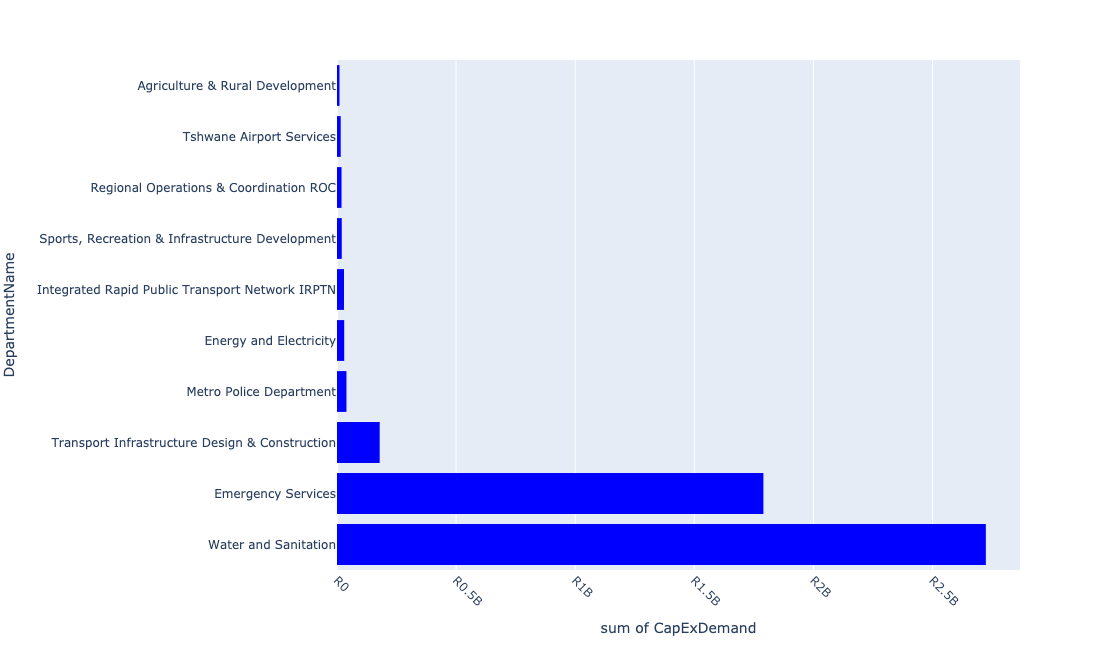 Agriculture & Rural Development
Tshwane Airport Services
Regional Operations & Coordination ROC
Sports, Recreation & Infrastructure Development
Integrated Rapid Public Transport Network IRPTN
Energy and Electricity
Metro Police Department
Transport Infrastructure Design & Construction
Emergency Services
Water and Sanitation
DepartmentName
R0
R0.5B
R1B
R1.5B
R2B
R2.5B
sum of CapExDemand